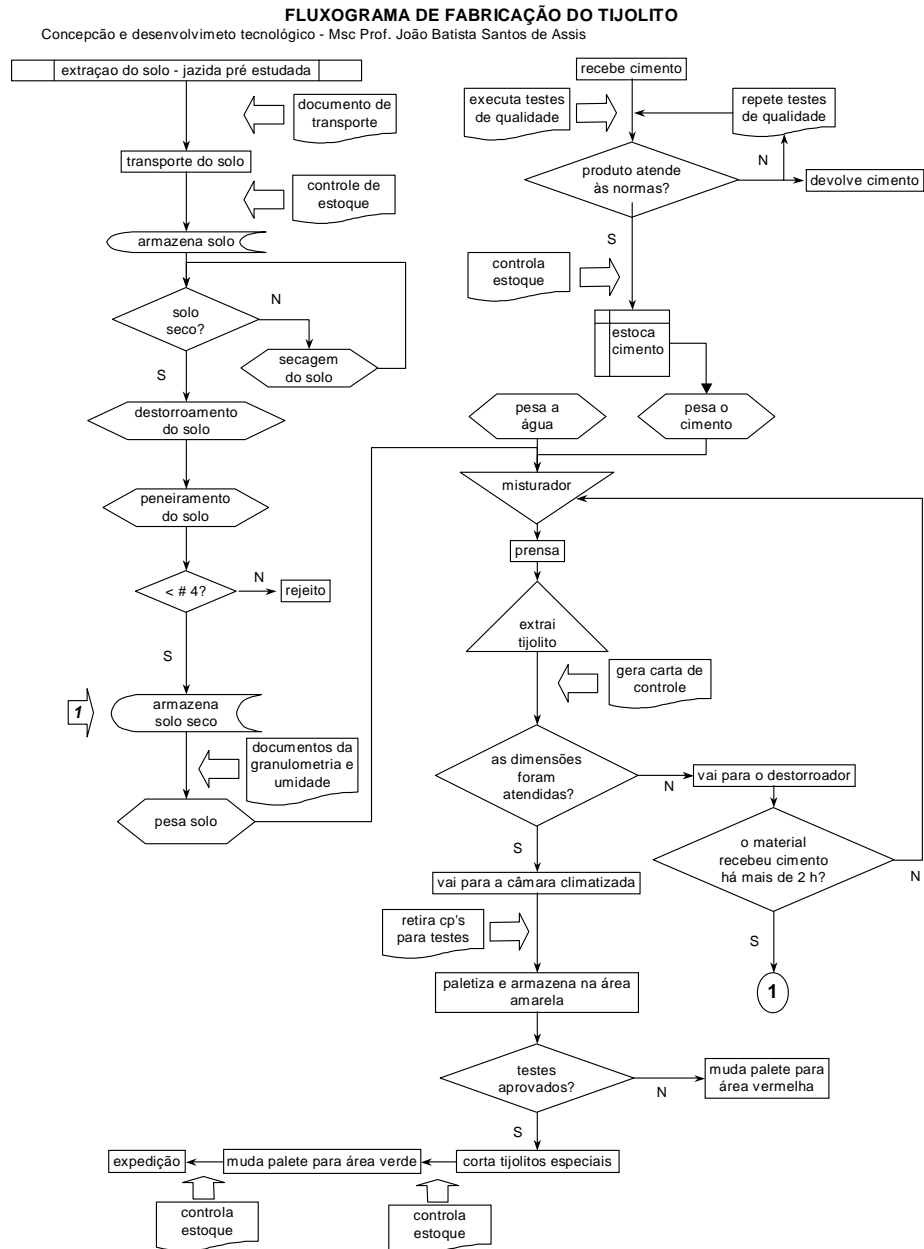 FLUXOGRAMA DE FABRICAÇÃO DO TIJOLITO
Concepcão e desenvolvimeto tecnológico - Msc Prof. João Batista Santos de Assis
extraçao do solo - jazida pré estudada
documento de
transporte
transporte do solo
controle de
estoque
armazena solo
solo
seco?
N
secagem
do solo
S
destorroamento
do solo
peneiramento
do solo
< # 4?
N
rejeito
S
1
armazena
solo seco
documentos da
granulometria e
umidade
pesa solo
recebe cimento
executa testes
de qualidade
repete testes
de qualidade
produto atende
às normas?
N
devolve cimento
S
controla
estoque
estoca
cimento
pesa a
água
pesa o
cimento
misturador
prensa
extrai
tijolito
gera carta de
controle
as dimensões
foram
atendidas?
N
vai para o destorroador
o material
recebeu cimento
há mais de 2 h?
N
S
1
S
vai para a câmara climatizada
retira cp's
para testes
paletiza e armazena na área
amarela
testes
aprovados?
N
muda palete para
área vermelha
S
corta tijolitos especiais
muda palete para área verde
expedição
controla
estoque
controla
estoque